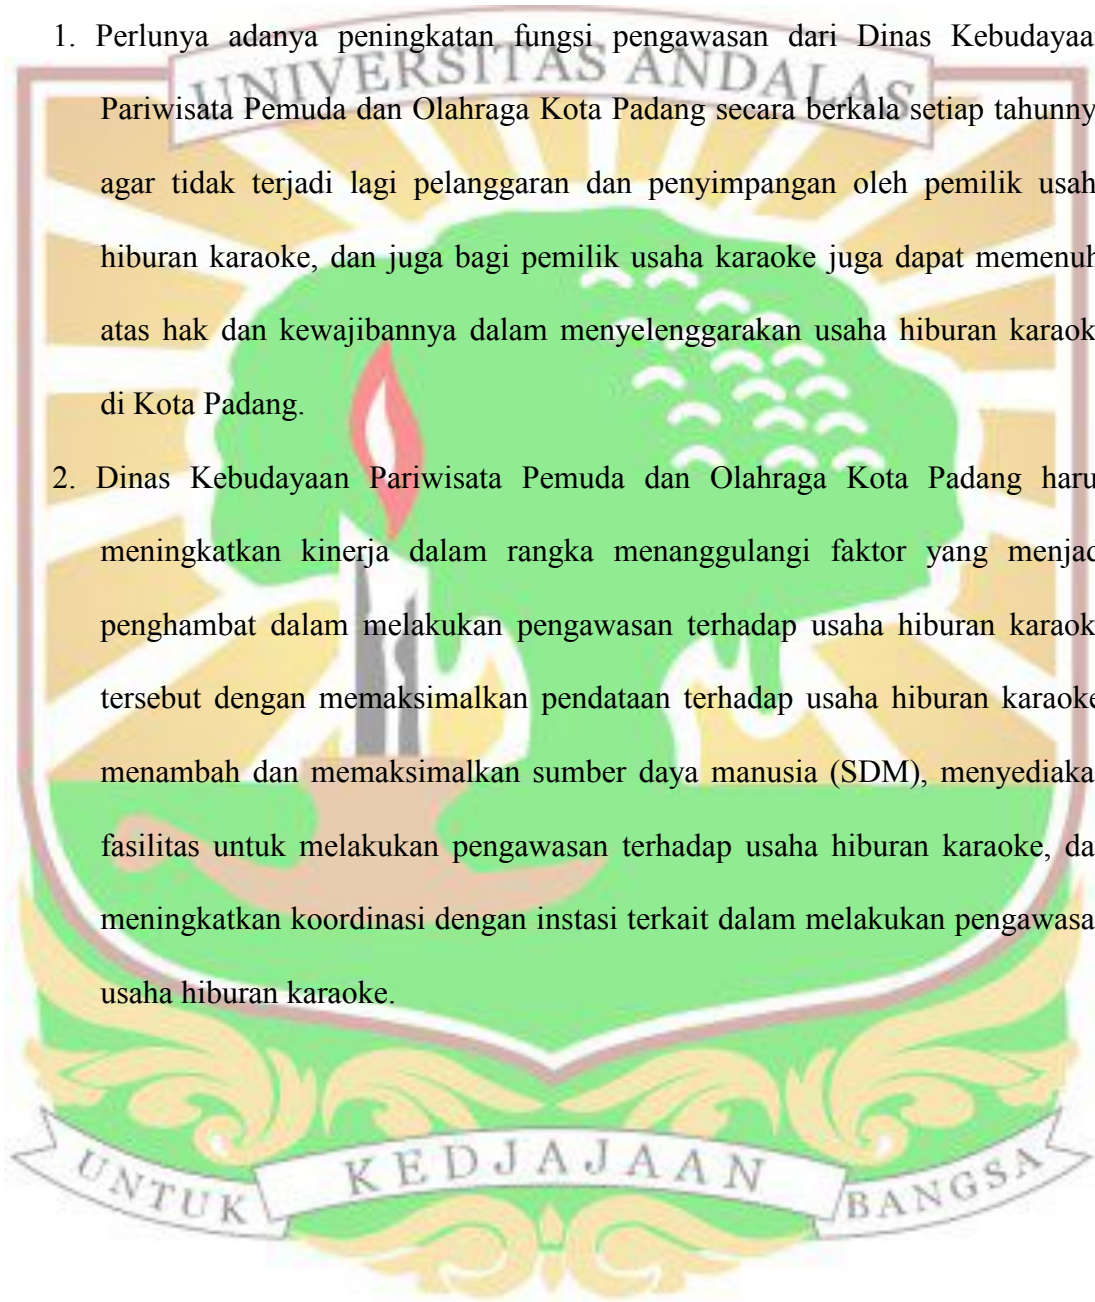 UNIVERSITAS ANDALAS
1. Perlunya adanya peningkatan fungsi pengawasan dari Dinas Kebudayaa
Pariwisata Pemuda dan Olahraga Kota Padang secara berkala setiap tahunny
agar tidak terjadi lagi pelanggaran dan penyimpangan oleh pemilik usah
hiburan karaoke, dan juga bagi pemilik usaha karaoke juga dapat memenuh
atas hak dan kewajibannya dalam menyelenggarakan usaha hiburan karaok
di Kota Padang.
2. Dinas Kebudayaan Pariwisata Pemuda dan Olahraga Kota Padang haru
meningkatkan kinerja dalam rangka menanggulangi faktor yang menjad
penghambat dalam melakukan pengawasan terhadap usaha hiburan karaok
tersebut dengan memaksimalkan pendataan terhadap usaha hiburan karaoke
menambah dan memaksimalkan sumber daya manusia (SDM), menyediaka
fasilitas untuk melakukan pengawasan terhadap usaha hiburan karaoke, da
meningkatkan koordinasi dengan instasi terkait dalam melakukan pengawasa
usaha hiburan karaoke.
UNTUK KEDJAJAAN BANGSA